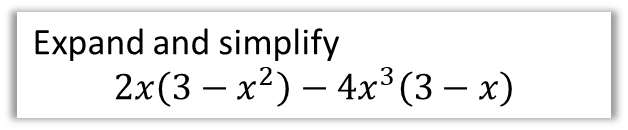 Expand and simplify
2x(3 − x²) − 4x³(3 − x)